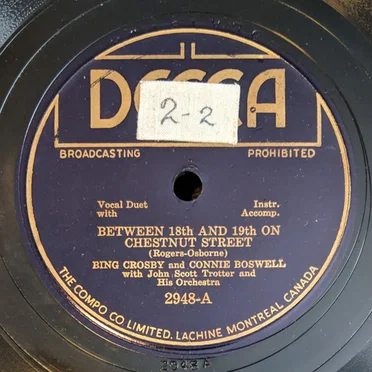 DECCA
2-2
BROADCASTING PROHIBITED
Vocal Duet Instr.
with Accomp.
BETWEEN 18th AND 19th ON
CHESTNUT STREET
(Rogers-Osborne)
BING CROSBY and CONNIE BOSWELL
with John Scott Trotter and
His Orchestra
2948-A
THE COMPO CO LIMITED. LACHINE MONTREAL CANADA